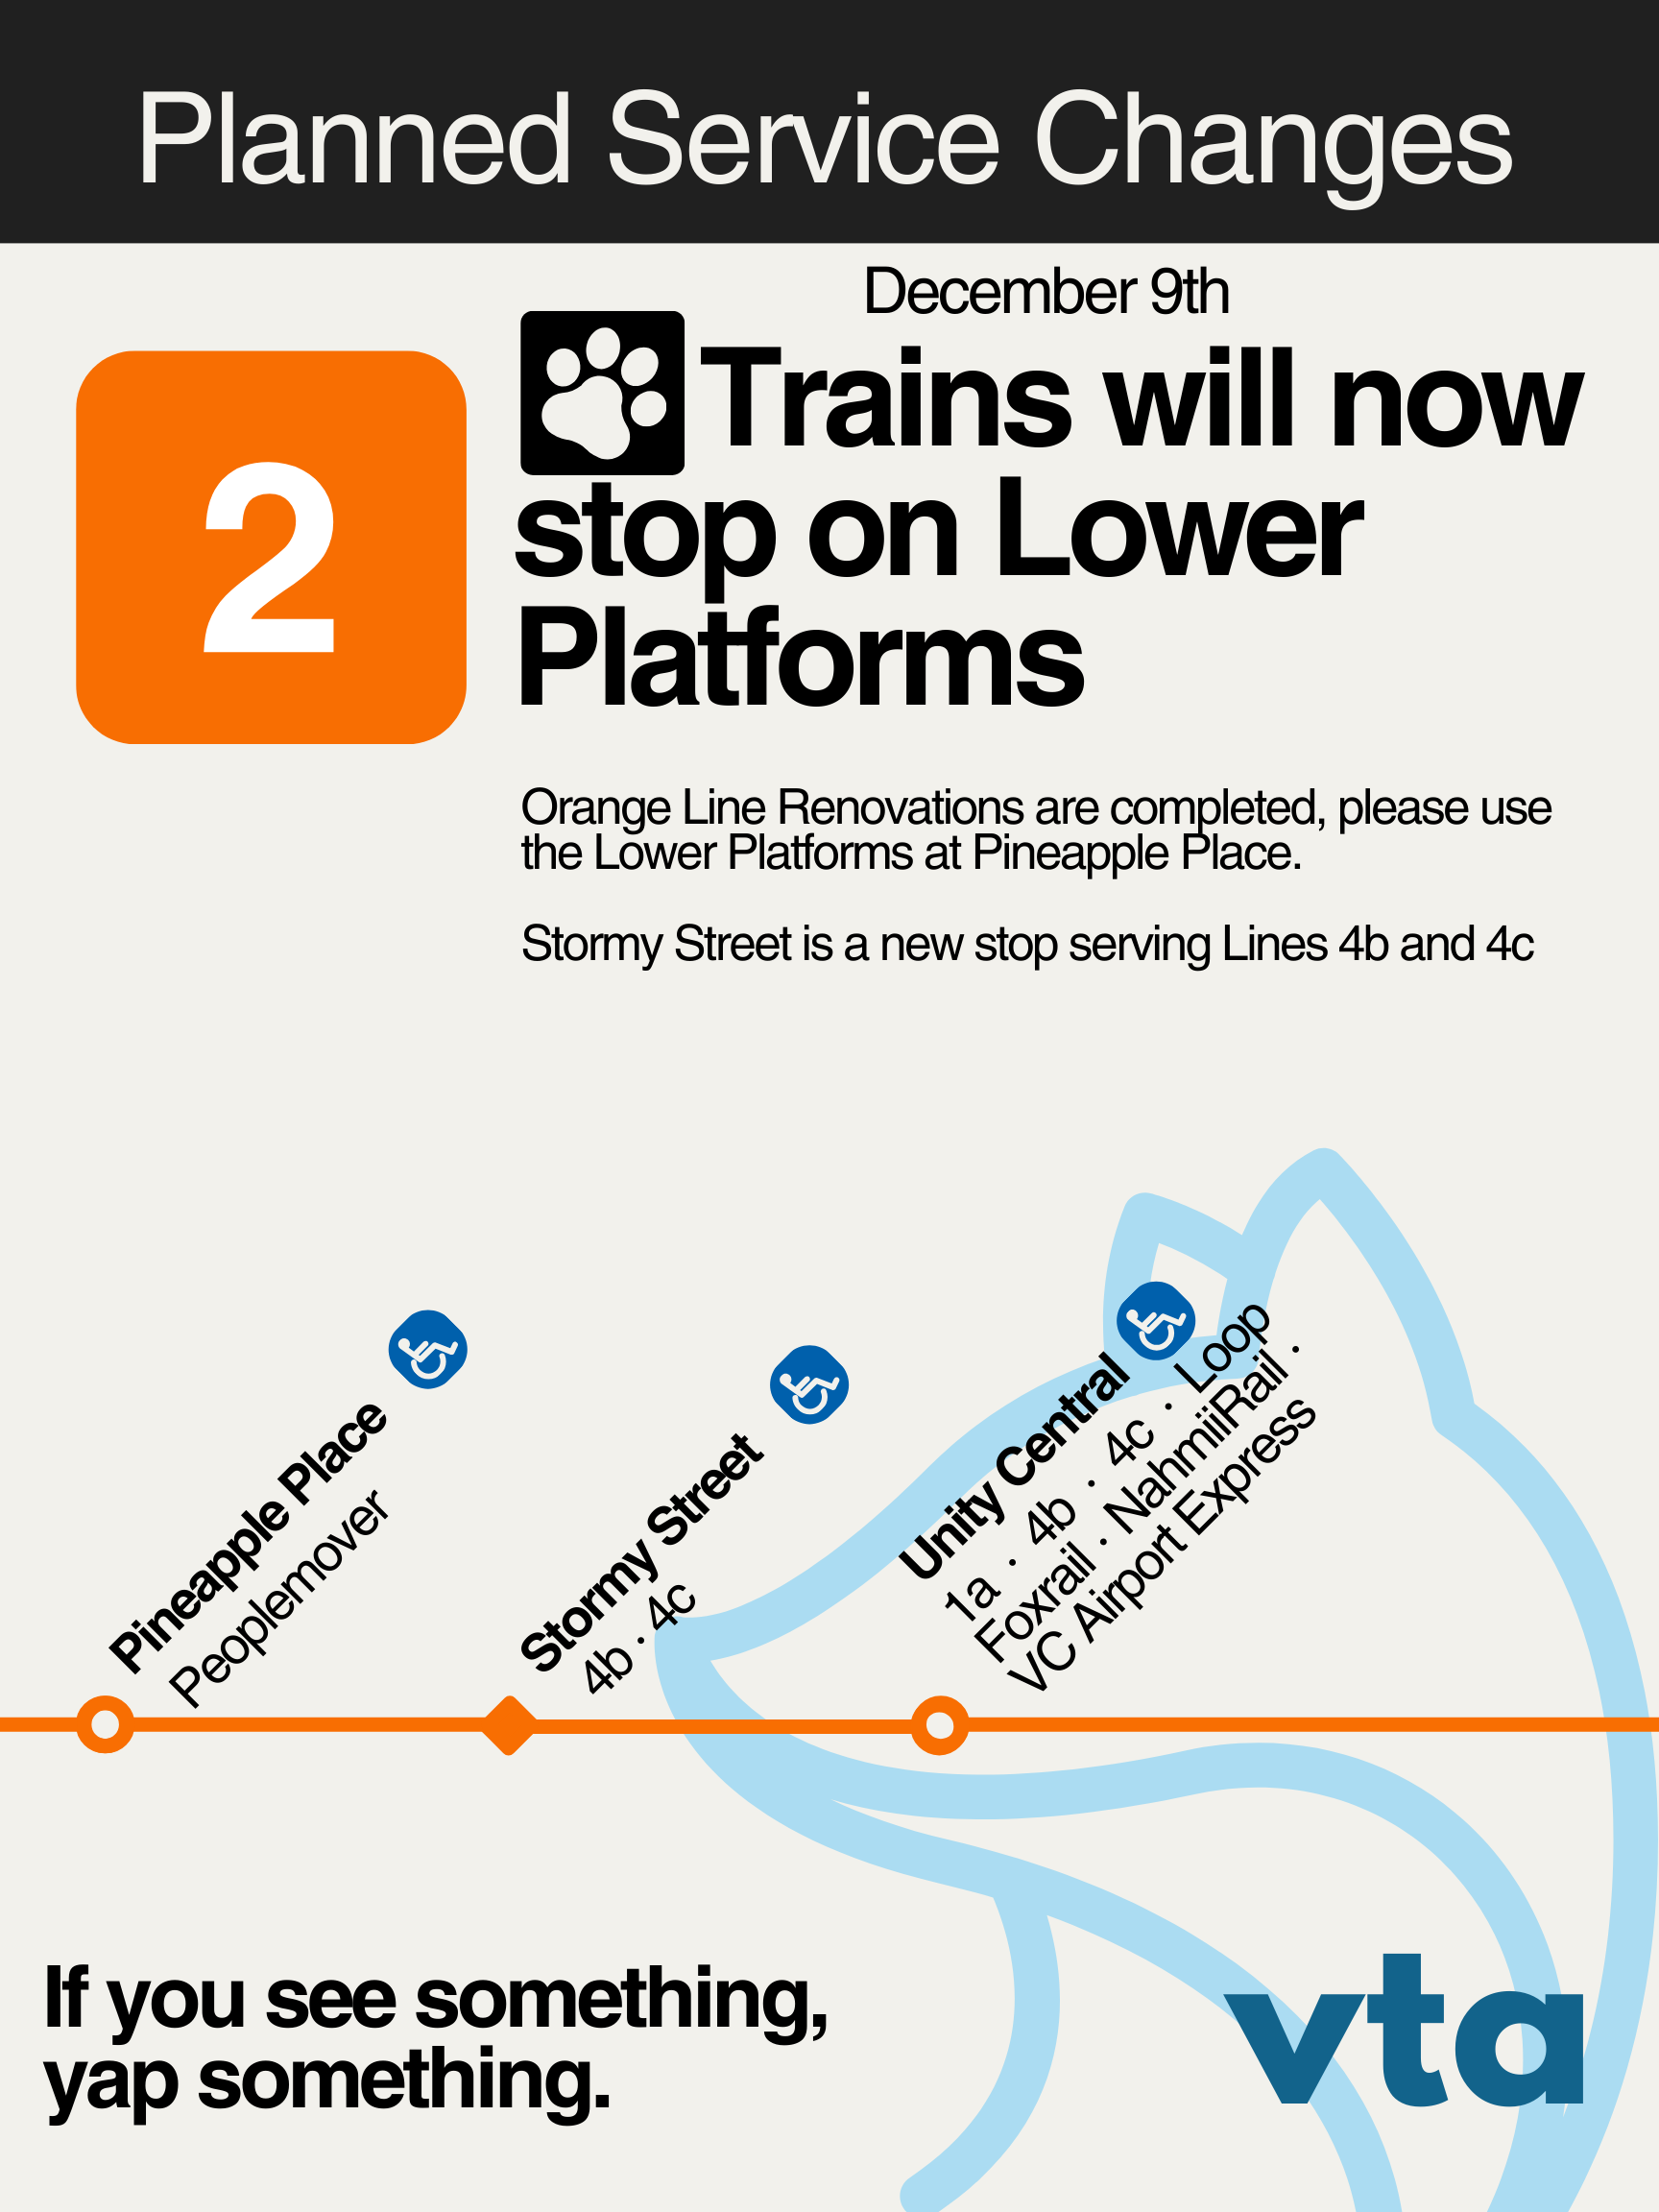 Planned Service Changes
December 9th
2
Trains will now
stop on Lower
Platforms
Orange Line Renovations are completed, please use
the Lower Platforms at Pineapple Place.
Stormy Street is a new stop serving Lines 4b and 4c
Pineapple Place
Peoplemover
Stormy Street
4b · 4c
Unity Central
1a · 4b · 4c · Loop
Foxrail · NahmiiRail ·
VC Airport Express
If you see something,
yap something.
vta